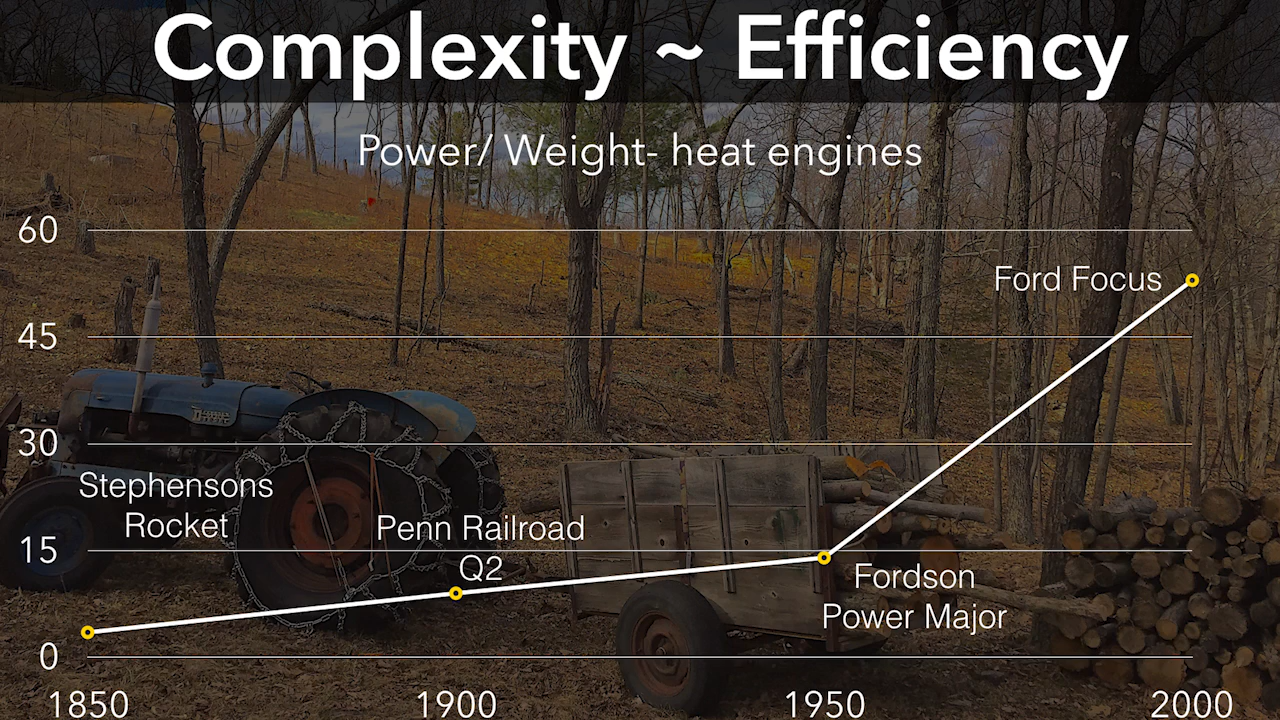 Complexity ~ Efficiency
Power/ Weight- heat engines
60
Ford Focus
45
30
Stephensons
Rocket
Penn Railroad
15
Q2
Fordson
Power Major
0
1850 1900 1950 2000